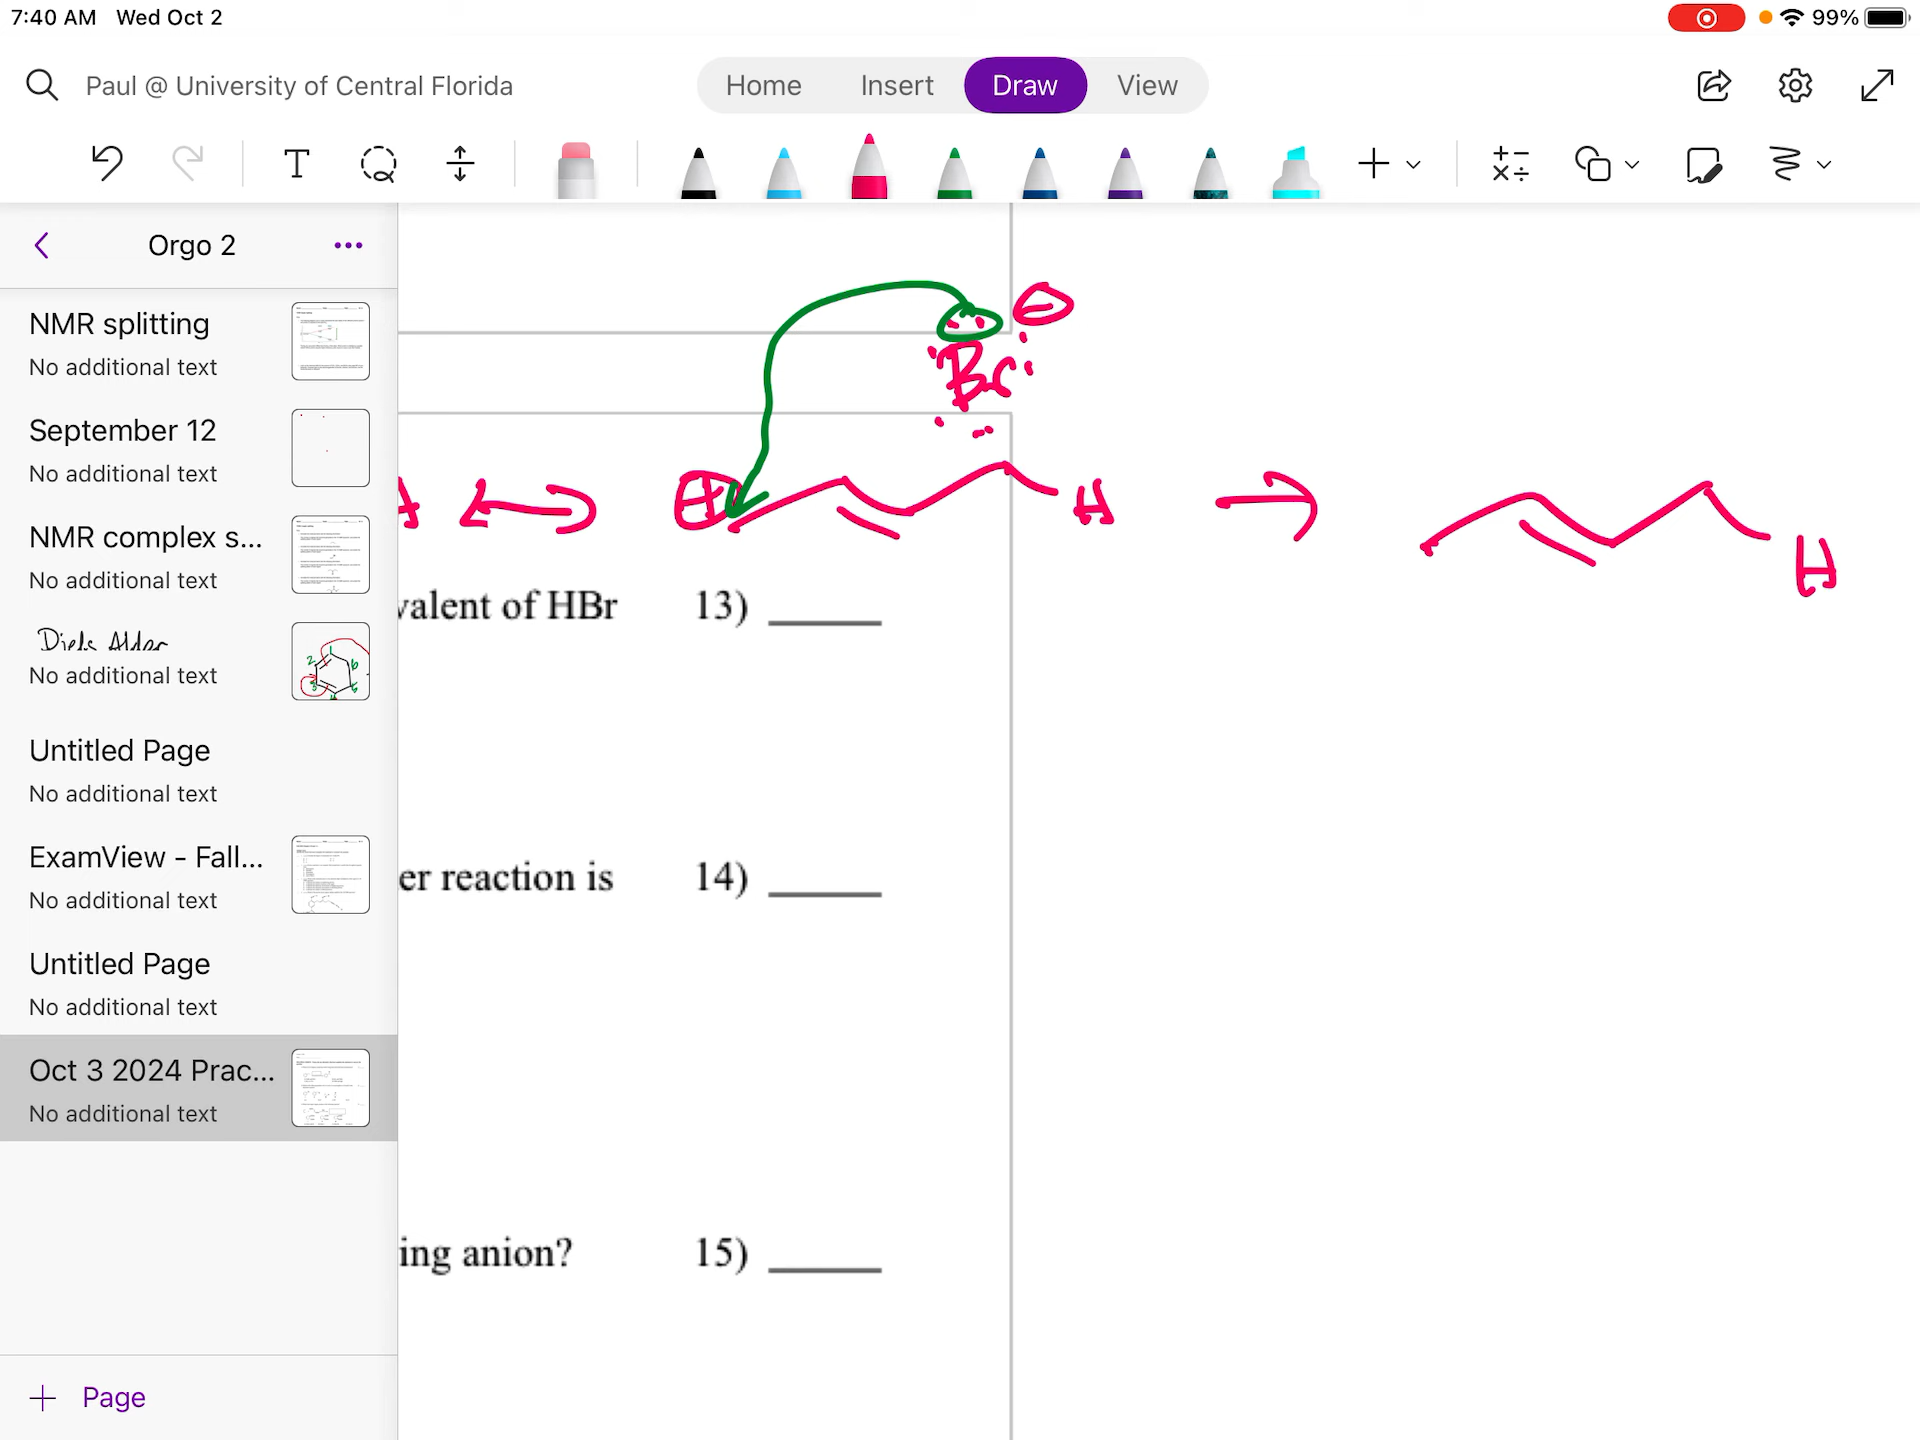 7:40 AM Wed Oct 2
99%
Paul @ University of Central Florida
Home Insert Draw View
T
Orgo 2
NMR splitting
No additional text
September 12
No additional text
NMR complex s...
No additional text
Diels Alder
No additional text
Untitled Page
No additional text
ExamView - Fall...
No additional text
Untitled Page
No additional text
Oct 3 2024 Prac...
No additional text
Page
Br
H
H
valent of HBr 13)
er reaction is 14)
ing anion? 15)